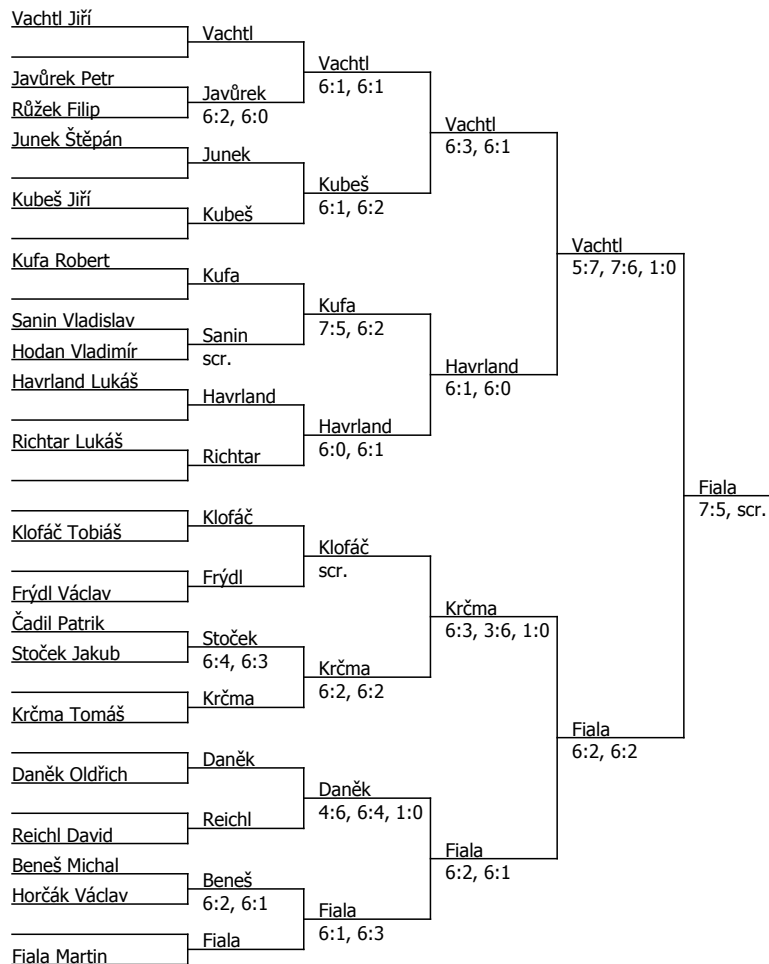 Vachtl Jiří
Javůrek Petr
Růžek Filip
Junek Štěpán
Kubeš Jiří
Kufa Robert
Sanin Vladislav
Hodan Vladimír
Havrland Lukáš
Richtar Lukáš
Klofáč Tobiáš
Frýdl Václav
Čadil Patrik
Stoček Jakub
Krčma Tomáš
Daněk Oldřich
Reichl David
Beneš Michal
Horčák Václav
Fiala Martin
Vachtl
Javůrek
6:2, 6:0
Junek
Kubeš
Kufa
Sanin
scr.
Havrland
Richtar
Klofáč
Frýdl
Stoček
6:4, 6:3
Krčma
Daněk
Reichl
Beneš
6:2, 6:1
Fiala
Vachtl
6:1, 6:1
Kubeš
6:1, 6:2
Kufa
7:5, 6:2
Havrland
6:0, 6:1
Klofáč
scr.
Krčma
6:2, 6:2
Daněk
4:6, 6:4, 1:0
Fiala
6:1, 6:3
Vachtl
6:3, 6:1
Havrland
6:1, 6:0
Krčma
6:3, 3:6, 1:0
Fiala
6:2, 6:1
Vachtl
5:7, 7:6, 1:0
Fiala
6:2, 6:2
Fiala
7:5, scr.